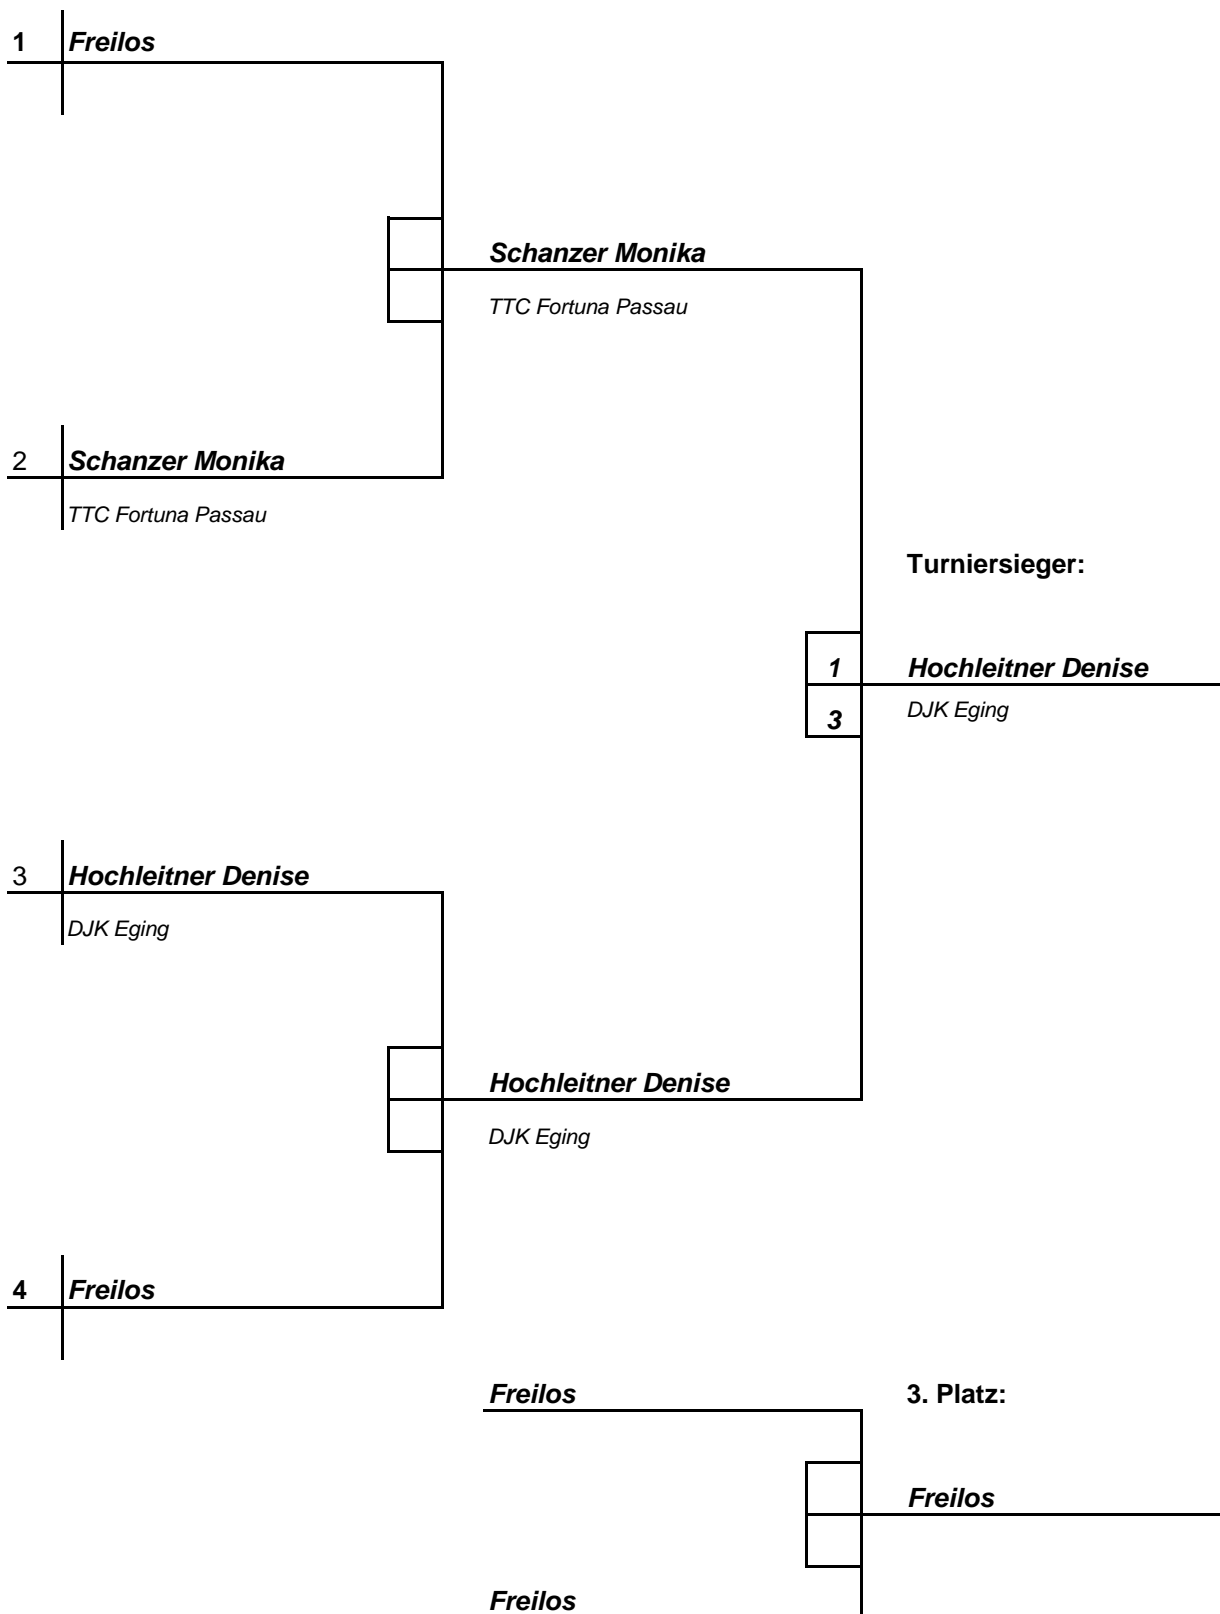 1 Freilos
Schanzer Monika
TTC Fortuna Passau
2 Schanzer Monika
TTC Fortuna Passau
Turniersieger:
1 Hochleitner Denise
3 DJK Eging
3 Hochleitner Denise
DJK Eging
Hochleitner Denise
DJK Eging
4 Freilos
Freilos 3. Platz:
Freilos
Freilos